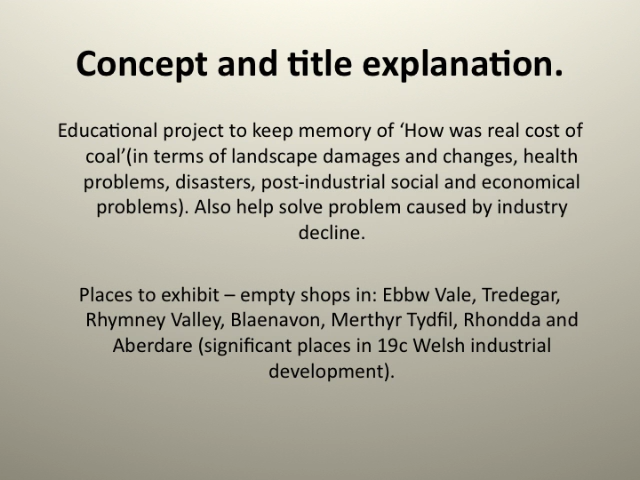 Concept and title explanation.
Educational project to keep memory of ‘How was real cost of
coal’(in terms of landscape damages and changes, health
problems, disasters, post-industrial social and economical
problems). Also help solve problem caused by industry
decline.
Places to exhibit – empty shops in: Ebbw Vale, Tredegar,
Rhymney Valley, Blaenavon, Merthyr Tydfil, Rhondda and
Aberdare (significant places in 19c Welsh industrial
development).